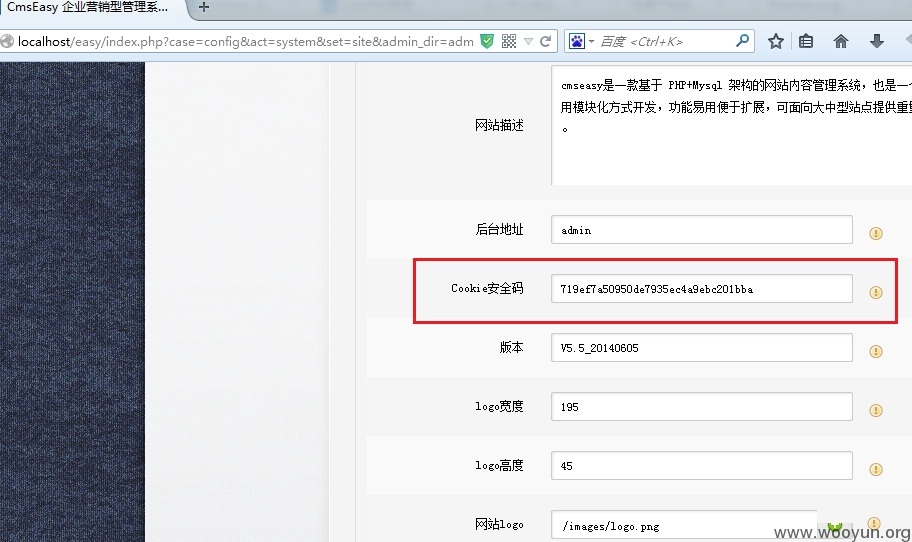 CmsEasy 企业营销型管理系...
localhost/easy/index.php?case=config&act=system&set=site&admin_dir=adm
百度 <Ctrl+K>
cmseasy是一款基于 PHP+Mysql 架构的网站内容管理系统，也是一个
用模块化方式开发，功能易用便于扩展，可面向大中型站点提供重量
。
网站描述
后台地址 admin
Cookie安全码 719ef7a50950de7935ec4a9ebc201bba
版本 V5.5_20140605
logo宽度 195
logo高度 45
网站logo /images/logo.png
www.wooyun.org